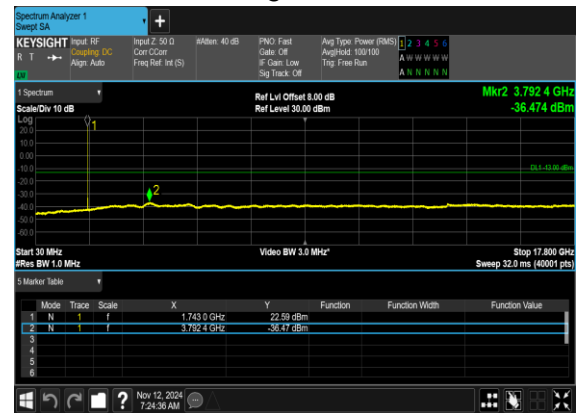 Spectrum Analyzer 1
Swept SA
+
KEYSIGHT Input: RF Input Z: 50 Ω #Atten: 40 dB PNO: Fast Avg Type: Power (RMS) 1 2 3 4 5 6
R T Coupling: DC Corr CCorr Gate: Off Avg|Hold: 100/100 A W W W W W
Align: Auto Freq Ref: Int (S) IF Gain: Low Trig: Free Run
LU Sig Track: Off A N N N N N
1 Spectrum Ref Lvl Offset 8.00 dB Mkr2 3.792 4 GHz
Scale/Div 10 dB Ref Level 30.00 dBm -36.474 dBm
Log
1
20.0
10.0
0.00
-10.0
DL1 -13.00 dBm
-20.0
-30.0
2
-40.0
-50.0
-60.0
Start 30 MHz Video BW 3.0 MHz* Stop 17.800 GHz
#Res BW 1.0 MHz Sweep 32.0 ms (40001 pts)
5 Marker Table
Mode Trace Scale X Y Function Function Width Function Value
1 N 1 f 1.743 0 GHz 22.59 dBm
2 N 1 f 3.792 4 GHz -36.47 dBm
3
4
5
6
? Nov 12, 2024
7:24:36 AM